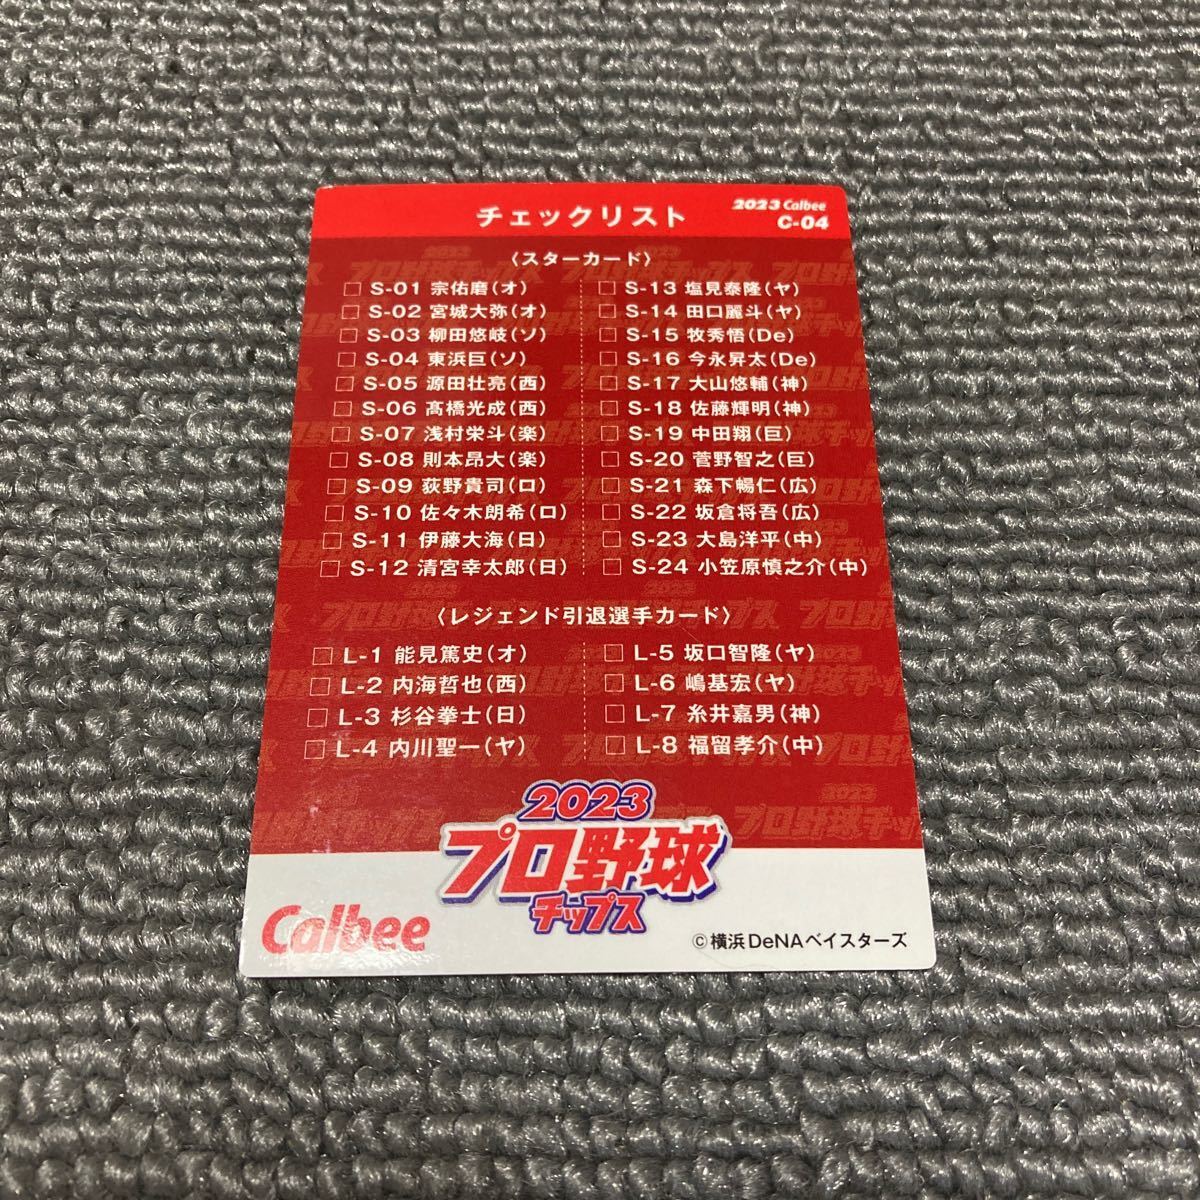 チェックリスト
2023 Calbee
C-04
〈スターカード〉
□ S-01 宗佑磨(オ)
□ S-02 宮城大弥(オ)
□ S-03 柳田悠岐(ソ)
□ S-04 東浜巨(ソ)
□ S-05 源田壮亮(西)
□ S-06 髙橋光成(西)
□ S-07 浅村栄斗(楽)
□ S-08 則本昂大(楽)
□ S-09 荻野貴司(ロ)
□ S-10 佐々木朗希(ロ)
□ S-11 伊藤大海(日)
□ S-12 清宮幸太郎(日)
□ S-13 塩見泰隆(ヤ)
□ S-14 田口麗斗(ヤ)
□ S-15 牧秀悟(De)
□ S-16 今永昇太(De)
□ S-17 大山悠輔(神)
□ S-18 佐藤輝明(神)
□ S-19 中田翔(巨)
□ S-20 菅野智之(巨)
□ S-21 森下暢仁(広)
□ S-22 坂倉将吾(広)
□ S-23 大島洋平(中)
□ S-24 小笠原慎之介(中)
〈レジェンド引退選手カード〉
□ L-1 能見篤史(オ)
□ L-2 内海哲也(西)
□ L-3 杉谷拳士(日)
□ L-4 内川聖一(ヤ)
□ L-5 坂口智隆(ヤ)
□ L-6 嶋基宏(ヤ)
□ L-7 糸井嘉男(神)
□ L-8 福留孝介(中)
2023
プロ野球
チップス
Calbee
©横浜DeNAベイスターズ